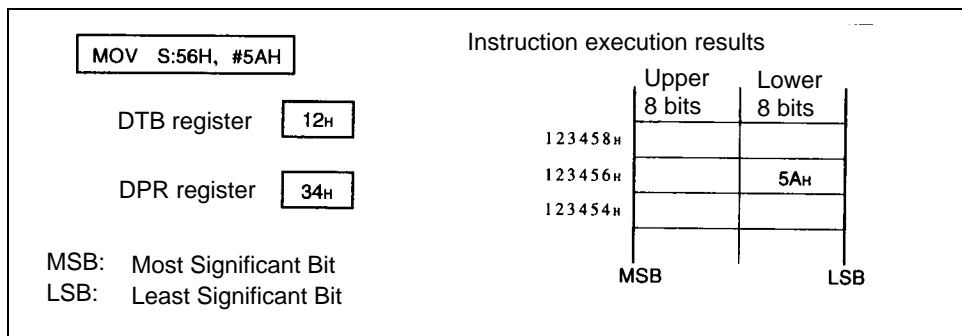 MOV S:56H, #5AH
DTB register 12H
DPR register 34H
MSB: Most Significant Bit
LSB: Least Significant Bit
Instruction execution results
Upper 8 bits
Lower 8 bits
123458H
123456H 5AH
123454H
MSB LSB